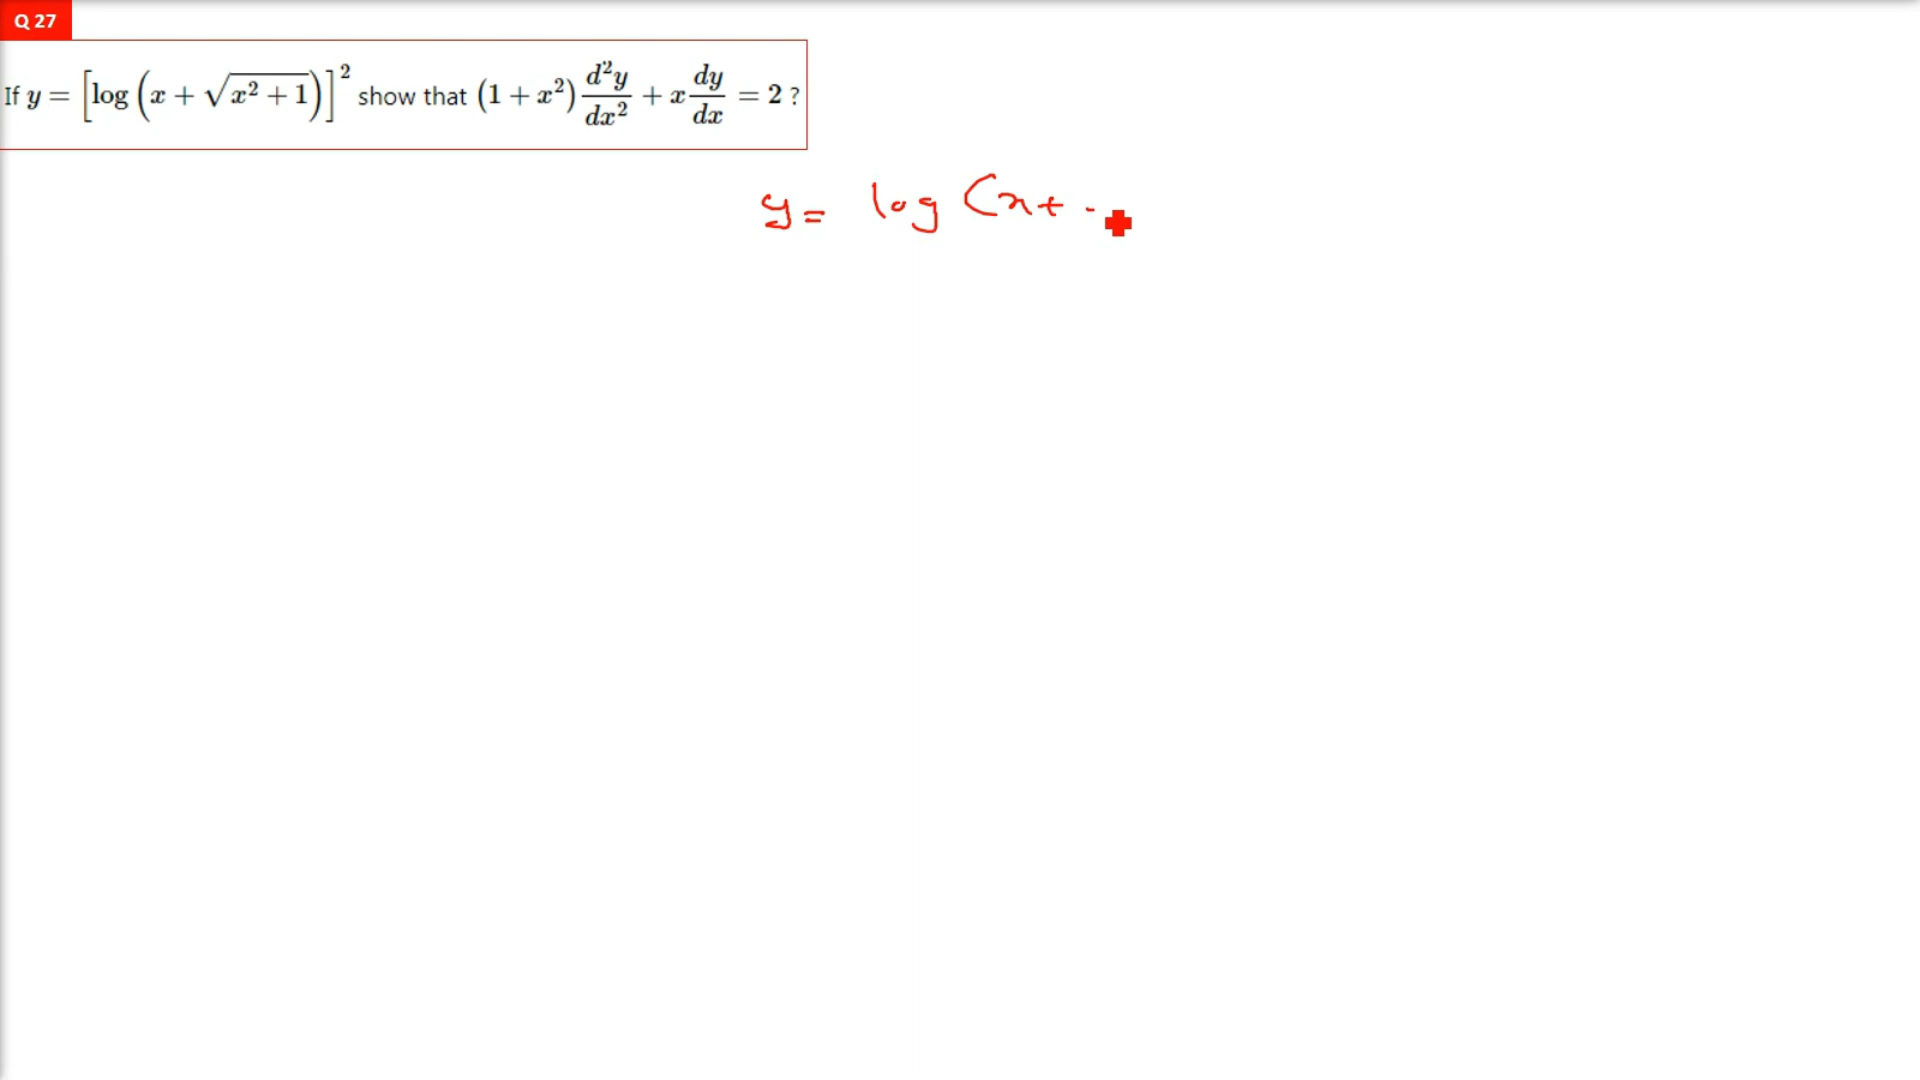 Q 27
If y = [log (x + √(x² + 1))]² show that (1 + x²) d²y/dx² + x dy/dx = 2 ?
y = log (x + -